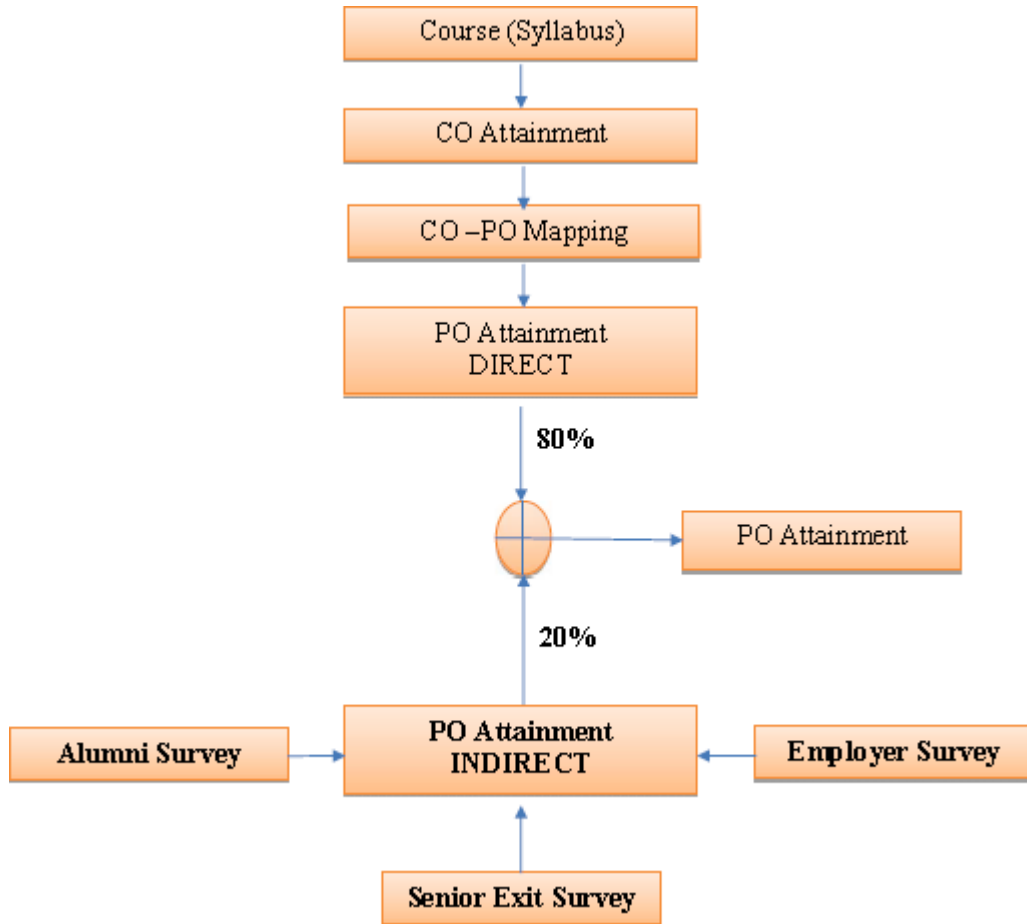 Course (Syllabus)
CO Attainment
CO –PO Mapping
PO Attainment
DIRECT
80%
PO Attainment
20%
Alumni Survey
PO Attainment
INDIRECT
Employer Survey
Senior Exit Survey